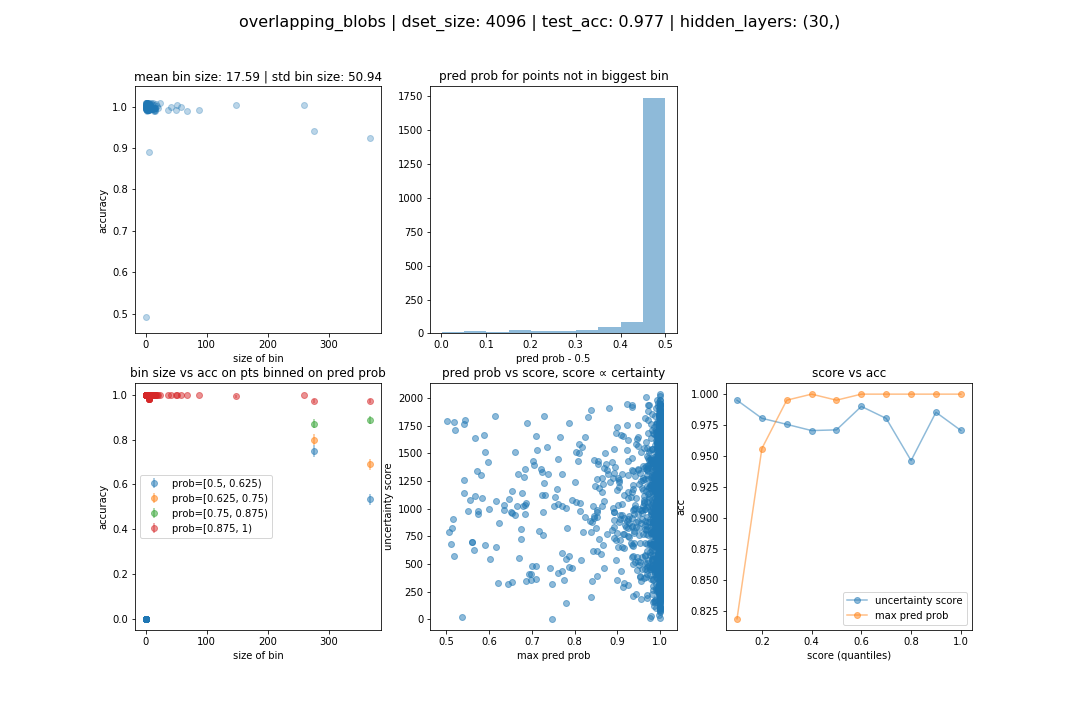 overlapping_blobs | dset_size: 4096 | test_acc: 0.977 | hidden_layers: (30,)
mean bin size: 17.59 | std bin size: 50.94
1.0
0.9
0.8
0.7
0.6
0.5
accuracy
0
100
200
300
size of bin
pred prob for points not in biggest bin
1750
1500
1250
1000
750
500
250
0
0.0
0.1
0.2
0.3
0.4
0.5
pred prob - 0.5
bin size vs acc on pts binned on pred prob
1.0
0.8
0.6
0.4
0.2
0.0
accuracy
prob=[0.5, 0.625)
prob=[0.625, 0.75)
prob=[0.75, 0.875)
prob=[0.875, 1)
0
100
200
300
size of bin
pred prob vs score, score ∝ certainty
2000
1750
1500
1250
1000
750
500
250
0
uncertainty score
0.5
0.6
0.7
0.8
0.9
1.0
max pred prob
score vs acc
1.000
0.975
0.950
0.925
0.900
0.875
0.850
0.825
acc
uncertainty score
max pred prob
0.2
0.4
0.6
0.8
1.0
score (quantiles)